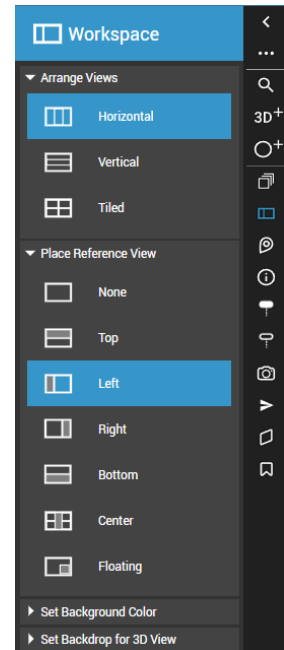 Workspace
Arrange Views
Horizontal
Vertical
Tiled
Place Reference View
None
Top
Left
Right
Bottom
Center
Floating
Set Background Color
Set Backdrop for 3D View
3D+